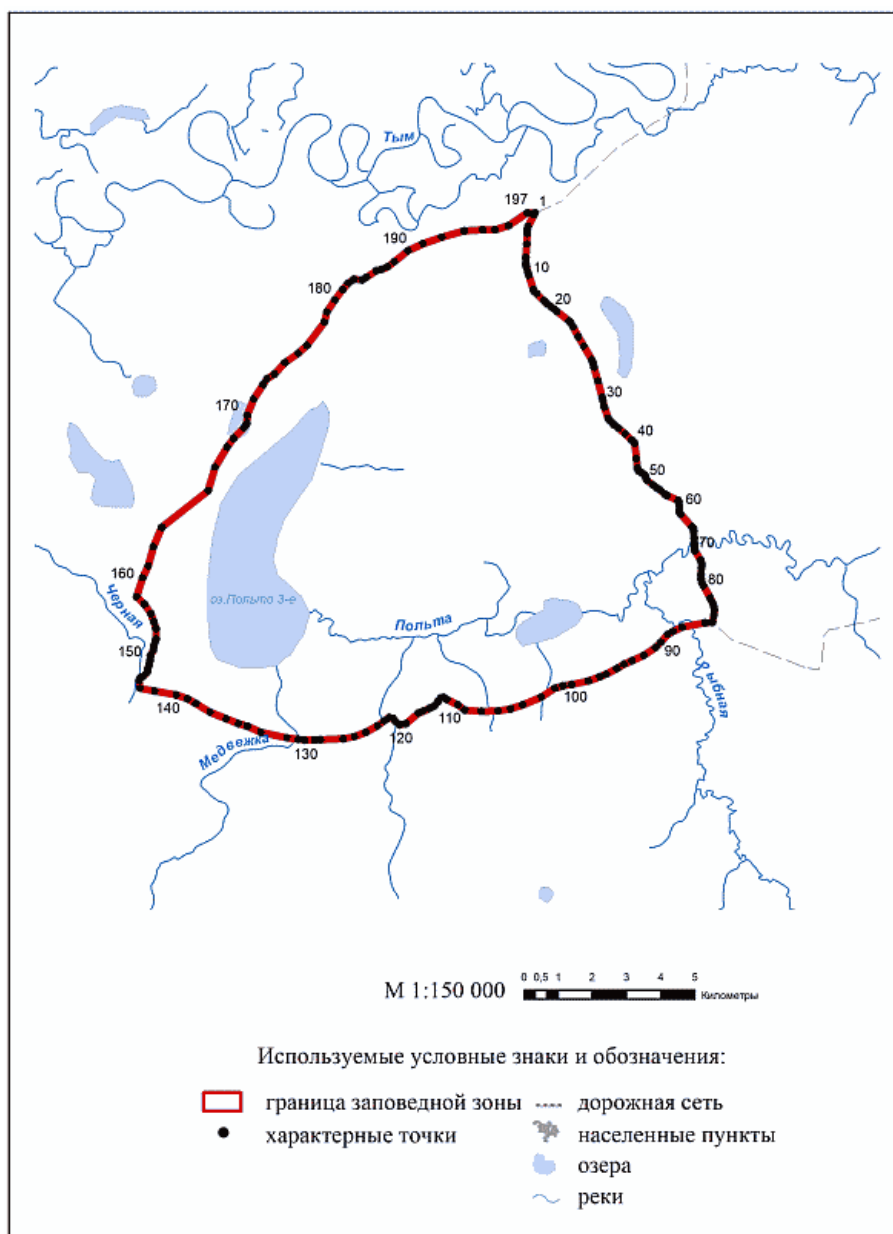 Тым
197
1
190
10
180
20
30
170
40
50
60
70
160
80
Черная
оз.Польто 3-е
Польта
150
90
Рыбная
140
100
110
120
130
Медвежка
М 1:150 000
0 0,5 1 2 3 4 5
Километры
Используемые условные знаки и обозначения:
граница заповедной зоны
дорожная сеть
характерные точки
населенные пункты
озера
реки